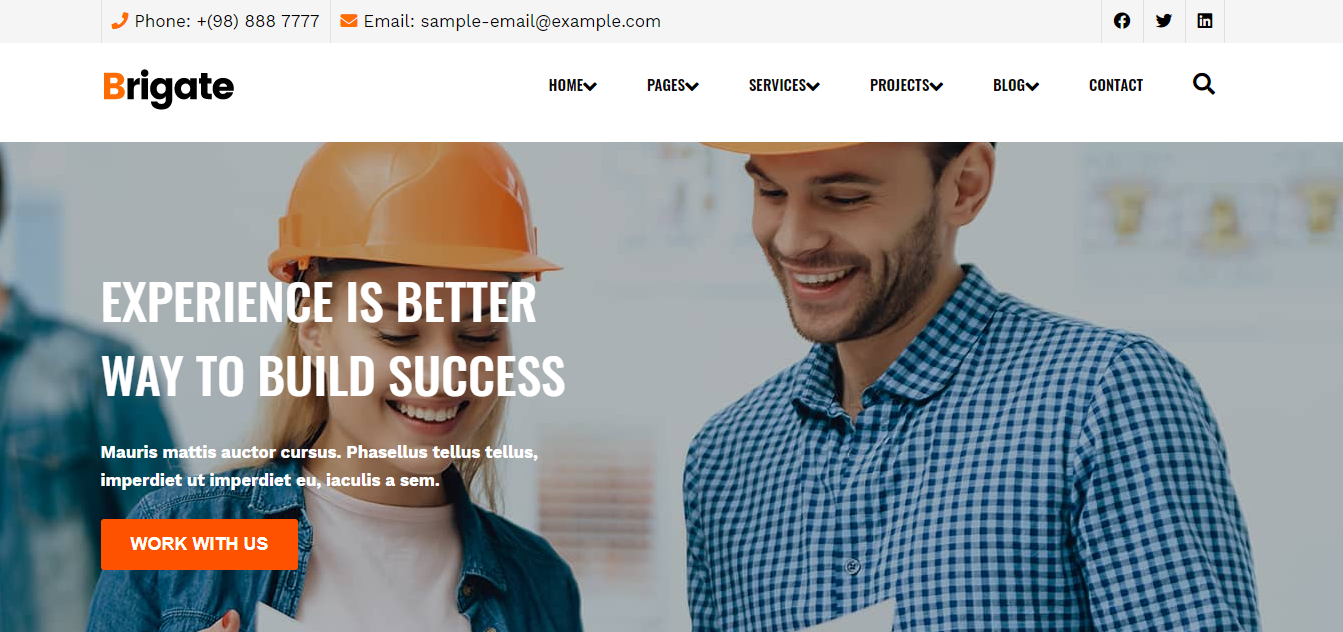 Phone: +(98) 888 7777
Email: sample-email@example.com
Brigate
HOME
PAGES
SERVICES
PROJECTS
BLOG
CONTACT
EXPERIENCE IS BETTER
WAY TO BUILD SUCCESS
Mauris mattis auctor cursus. Phasellus tellus tellus,
imperdiet ut imperdiet eu, iaculis a sem.
WORK WITH US